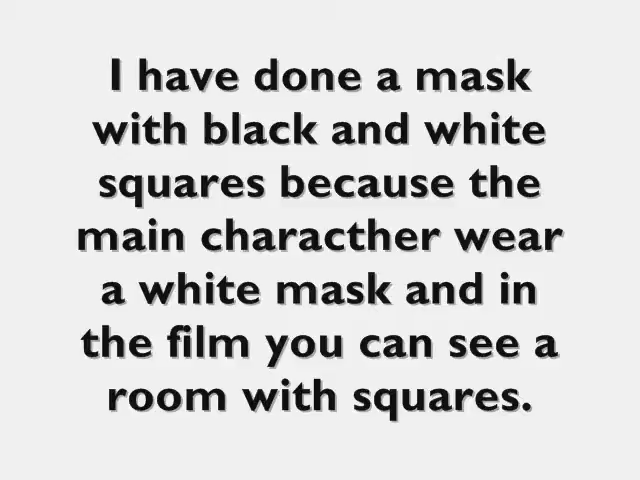 I have done a mask
with black and white
squares because the
main characther wear
a white mask and in
the film you can see a
room with squares.